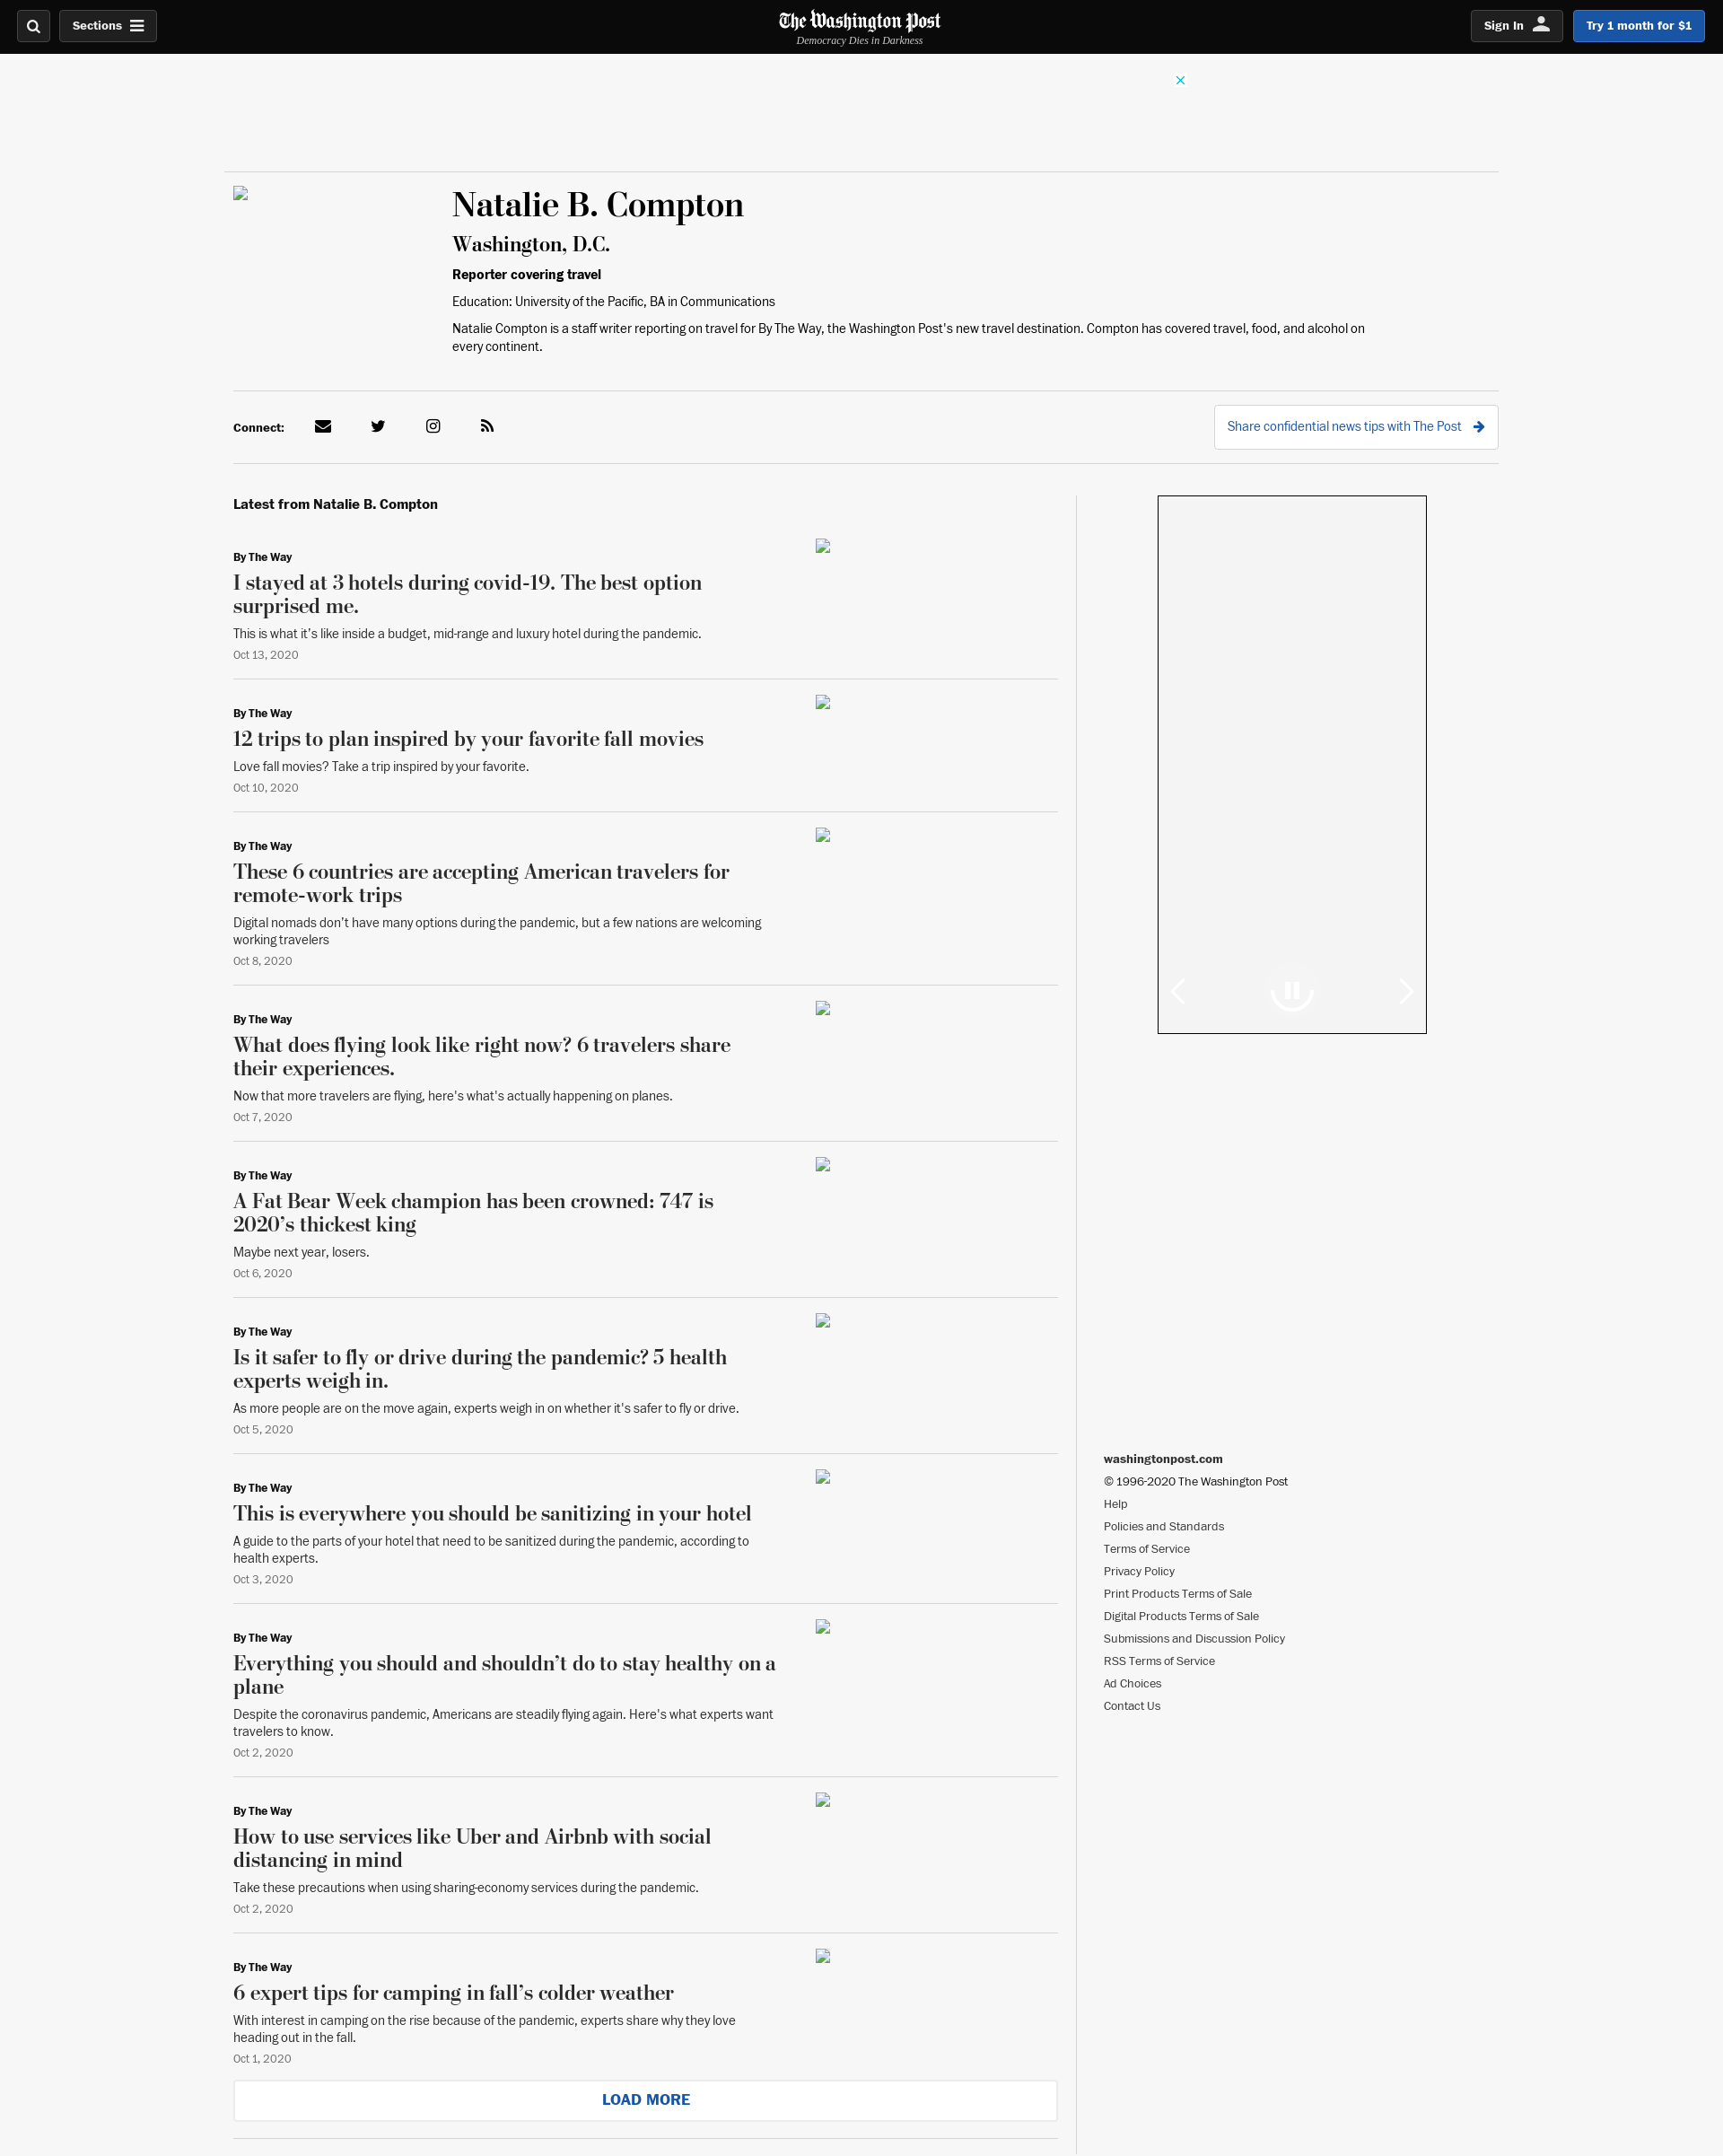 Sections
The Washington Post
Democracy Dies in Darkness
Sign In
Try 1 month for $1
Natalie B. Compton
Washington, D.C.
Reporter covering travel
Education: University of the Pacific, BA in Communications
Natalie Compton is a staff writer reporting on travel for By The Way, the Washington Post's new travel destination. Compton has covered travel, food, and alcohol on
every continent.
Connect:
Share confidential news tips with The Post
Latest from Natalie B. Compton
By The Way
I stayed at 3 hotels during covid-19. The best option
surprised me.
This is what it’s like inside a budget, mid-range and luxury hotel during the pandemic.
Oct 13, 2020
By The Way
12 trips to plan inspired by your favorite fall movies
Love fall movies? Take a trip inspired by your favorite.
Oct 10, 2020
By The Way
These 6 countries are accepting American travelers for
remote-work trips
Digital nomads don’t have many options during the pandemic, but a few nations are welcoming
working travelers
Oct 8, 2020
By The Way
What does flying look like right now? 6 travelers share
their experiences.
Now that more travelers are flying, here's what's actually happening on planes.
Oct 7, 2020
By The Way
A Fat Bear Week champion has been crowned: 747 is
2020’s thickest king
Maybe next year, losers.
Oct 6, 2020
By The Way
Is it safer to fly or drive during the pandemic? 5 health
experts weigh in.
As more people are on the move again, experts weigh in on whether it's safer to fly or drive.
Oct 5, 2020
By The Way
This is everywhere you should be sanitizing in your hotel
A guide to the parts of your hotel that need to be sanitized during the pandemic, according to
health experts.
Oct 3, 2020
By The Way
Everything you should and shouldn’t do to stay healthy on a
plane
Despite the coronavirus pandemic, Americans are steadily flying again. Here's what experts want
travelers to know.
Oct 2, 2020
By The Way
How to use services like Uber and Airbnb with social
distancing in mind
Take these precautions when using sharing-economy services during the pandemic.
Oct 2, 2020
By The Way
6 expert tips for camping in fall’s colder weather
With interest in camping on the rise because of the pandemic, experts share why they love
heading out in the fall.
Oct 1, 2020
LOAD MORE
washingtonpost.com
© 1996-2020 The Washington Post
Help
Policies and Standards
Terms of Service
Privacy Policy
Print Products Terms of Sale
Digital Products Terms of Sale
Submissions and Discussion Policy
RSS Terms of Service
Ad Choices
Contact Us